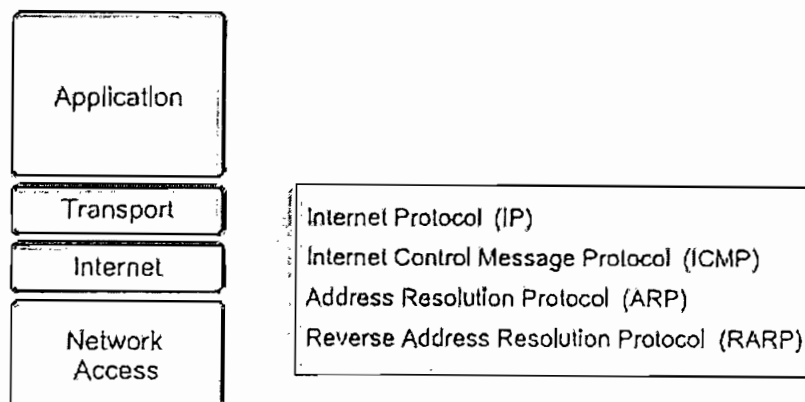 Application
Transport
Internet
Network
Access
Internet Protocol (IP)
Internet Control Message Protocol (ICMP)
Address Resolution Protocol (ARP)
Reverse Address Resolution Protocol (RARP)